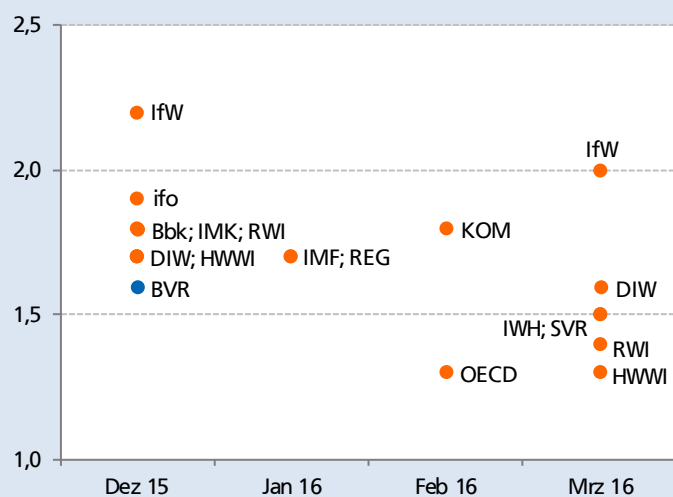 2,5
IfW
IfW
2,0
ifo
Bbk; IMK; RWI
KOM
DIW; HWWI
IMF; REG
BVR
DIW
1,5
IWH; SVR
RWI
OECD
HWWI
1,0
Dez 15
Jan 16
Feb 16
Mrz 16